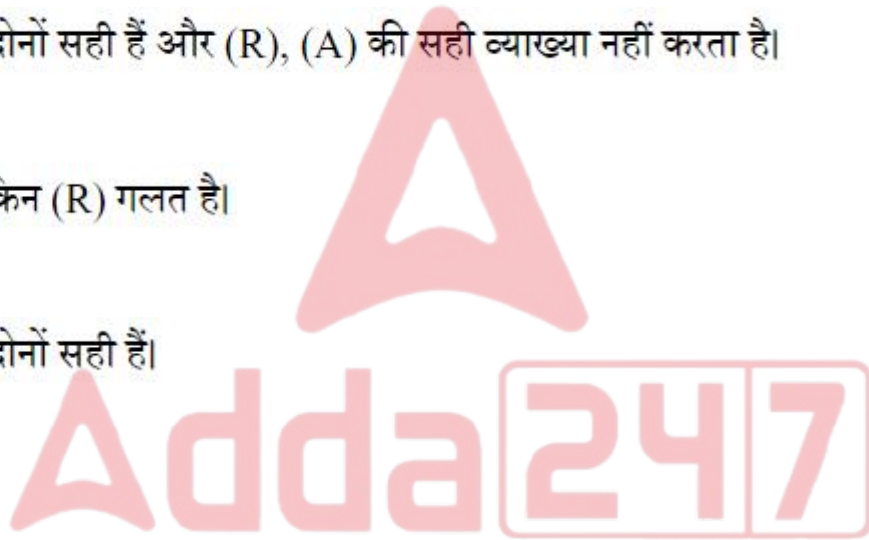 दोनों सही हैं और (R), (A) की सही व्याख्या नहीं करता है।
(R) गलत है।
दोनों सही हैं।
Adda247